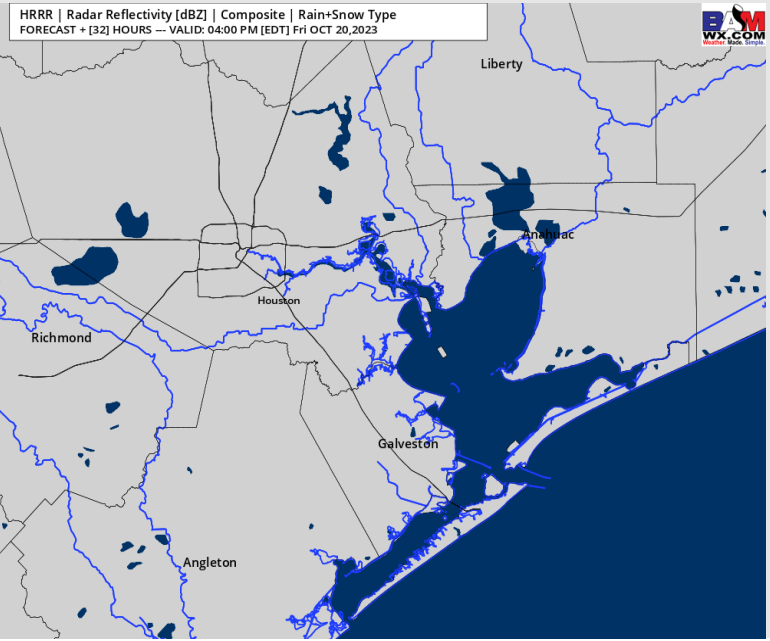 HRRR | Radar Reflectivity [dBZ] | Composite | Rain+Snow Type
FORECAST + [32] HOURS --- VALID: 04:00 PM [EDT] Fri OCT 20,2023
BAM
WX.COM
Weather. Made. Simple.
Liberty
Anahuac
Houston
Richmond
Galveston
Angleton